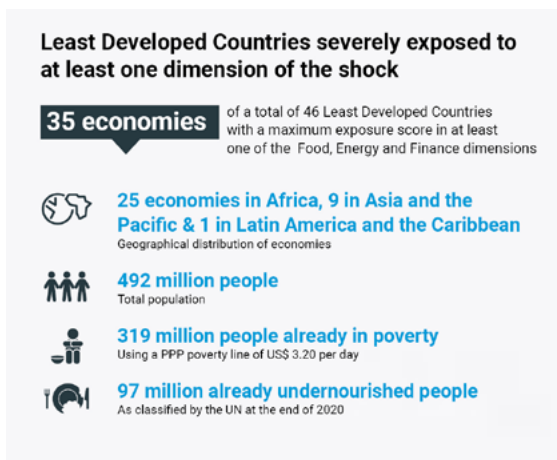 Least Developed Countries severely exposed to
at least one dimension of the shock
35 economies
of a total of 46 Least Developed Countries
with a maximum exposure score in at least
one of the Food, Energy and Finance dimensions
25 economies in Africa, 9 in Asia and the
Pacific & 1 in Latin America and the Caribbean
Geographical distribution of economies
492 million people
Total population
319 million people already in poverty
Using a PPP poverty line of US$ 3.20 per day
97 million already undernourished people
As classified by the UN at the end of 2020